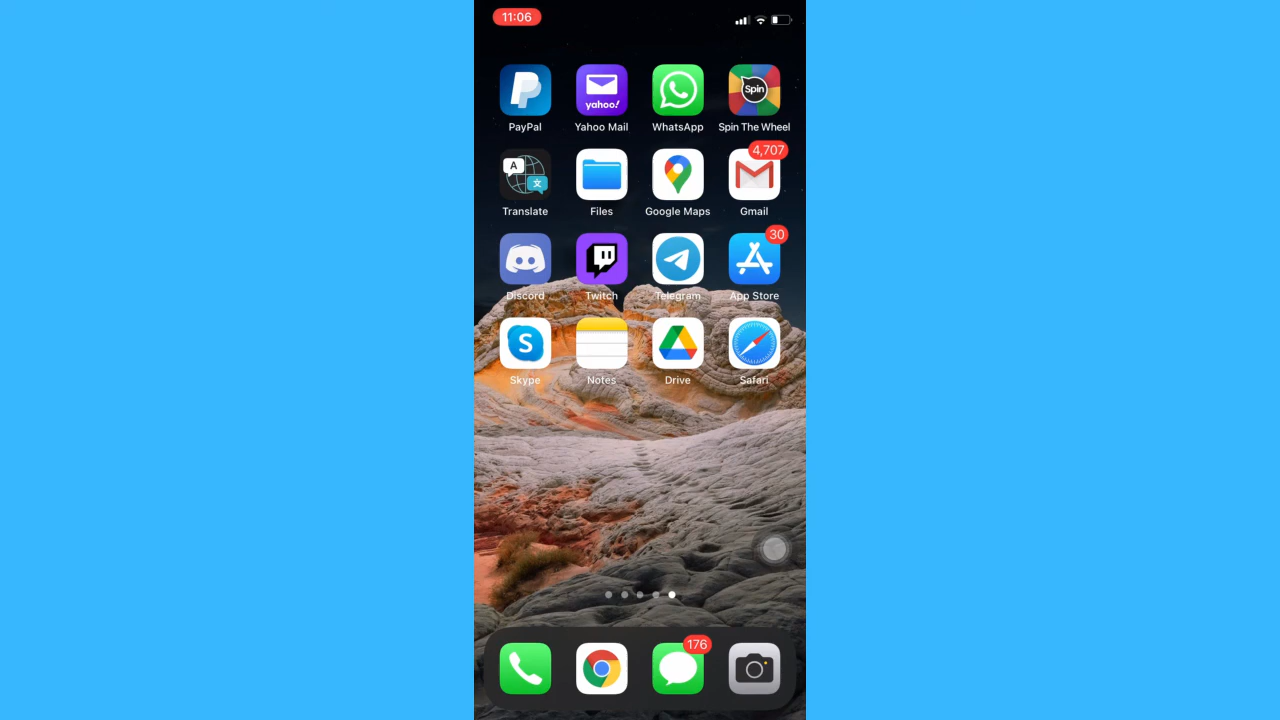 11:06
PayPal
yahoo!
Yahoo Mail
WhatsApp
Spin
Spin The Wheel
A
文
Translate
Files
Google Maps
4,707
Gmail
Discord
Twitch
Telegram
30
App Store
S
Skype
Notes
Drive
Safari
176